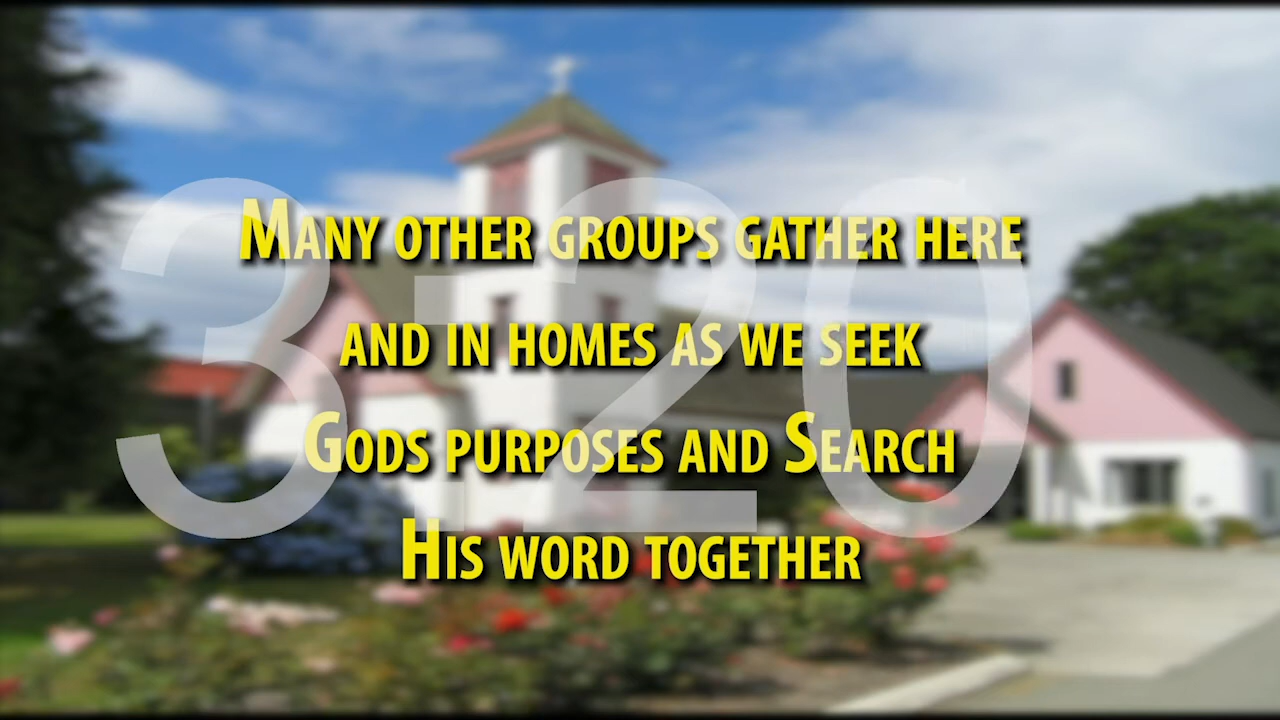 3:20
Many other groups gather here
and in homes as we seek
Gods purposes and Search
His word together